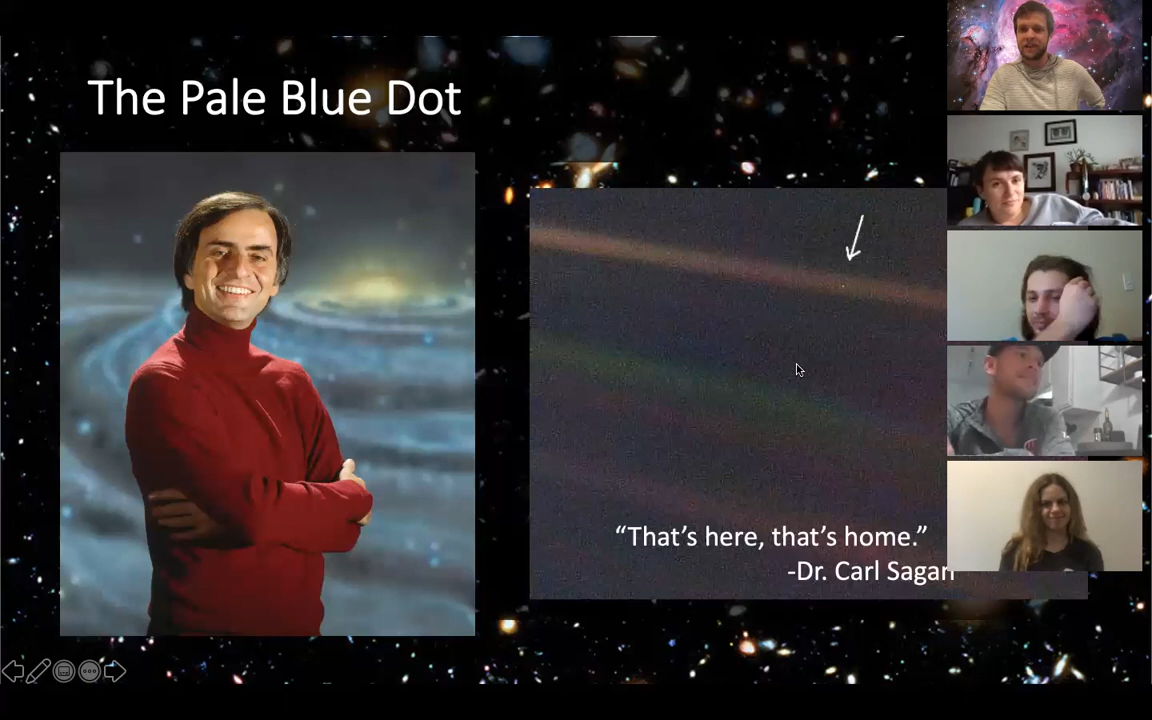 The Pale Blue Dot
“That’s here, that’s home.”
-Dr. Carl Sagan